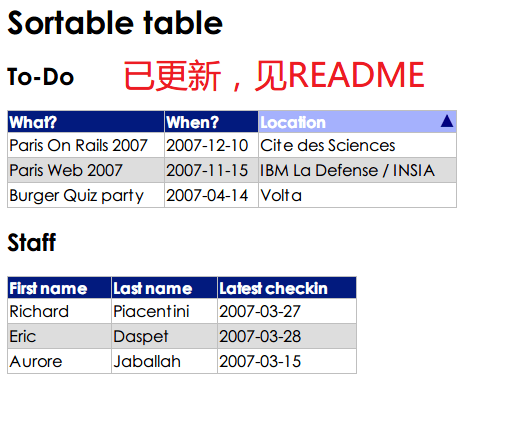 Sortable table
To-Do 已更新，见README
What? When? Location ▲
Paris On Rails 2007 2007-12-10 Cite des Sciences
Paris Web 2007 2007-11-15 IBM La Defense / INSIA
Burger Quiz party 2007-04-14 Volta
Staff
First name Last name Latest checkin
Richard Piacentini 2007-03-27
Eric Daspet 2007-03-28
Aurore Jaballah 2007-03-15